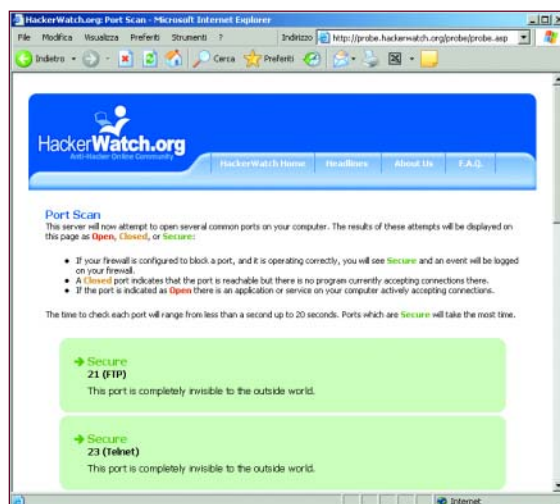 HackerWatch.org: Port Scan - Microsoft Internet Explorer
File Modifica Visualizza Preferiti Strumenti ? Indirizzo http://probe.hackerwatch.org/probe/probe.asp
Indietro Cerca Preferiti
HackerWatch.org
Anti-Hacker Online Community
HackerWatch Home Headlines About Us F.A.Q.
Port Scan
This server will now attempt to open several common ports on your computer. The results of these attempts will be displayed on
this page as Open, Closed, or Secure:
• If your firewall is configured to block a port, and it is operating correctly, you will see Secure and an event will be logged
on your firewall.
• A Closed port indicates that the port is reachable but there is no program currently accepting connections there.
• If the port is indicated as Open there is an application or service on your computer actively accepting connections.
The time to check each port will range from less than a second up to 20 seconds. Ports which are Secure will take the most time.
Secure
21 (FTP)
This port is completely invisible to the outside world.
Secure
23 (Telnet)
This port is completely invisible to the outside world.
Internet